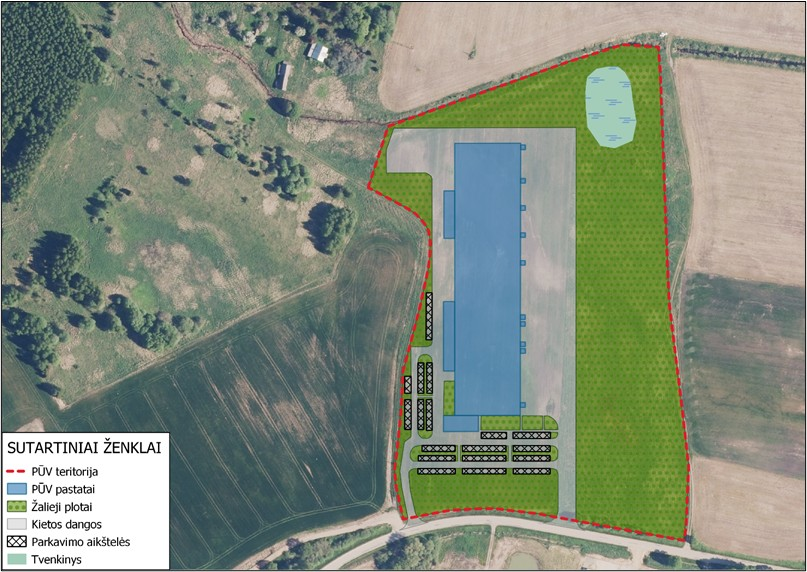 SUTARTINIAI ŽENKLAI
PŪV teritorija
PŪV pastatai
Žalieji plotai
Kietos dangos
Parkavimo aikštelės
Tvenkinys